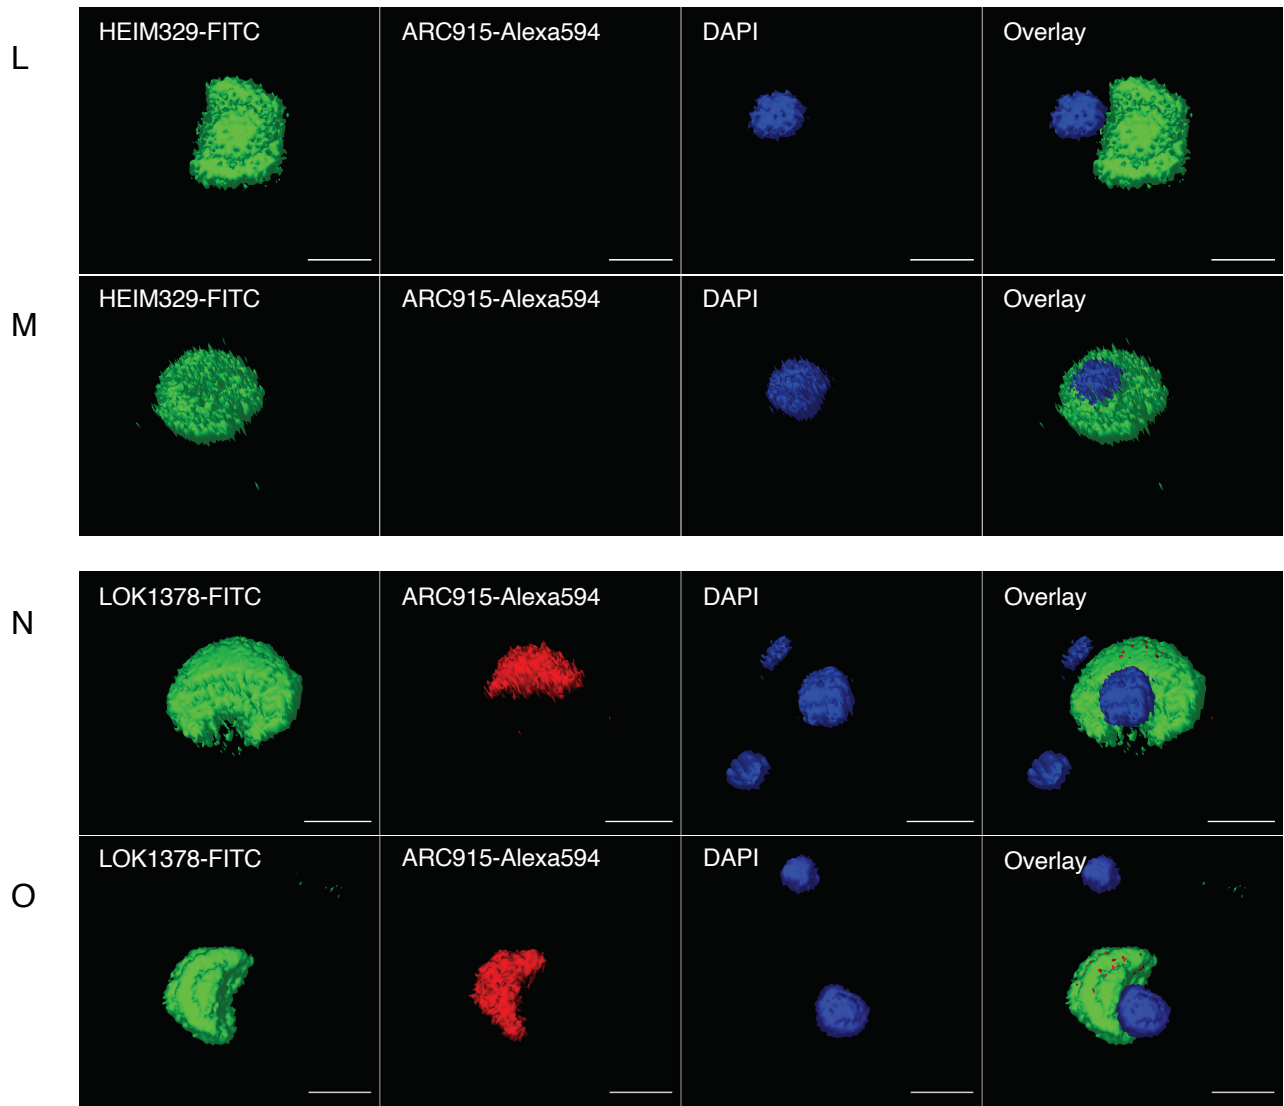 L
HEIM329-FITC ARC915-Alexa594 DAPI Overlay
M
HEIM329-FITC ARC915-Alexa594 DAPI Overlay
N
LOK1378-FITC ARC915-Alexa594 DAPI Overlay
O
LOK1378-FITC ARC915-Alexa594 DAPI Overlay